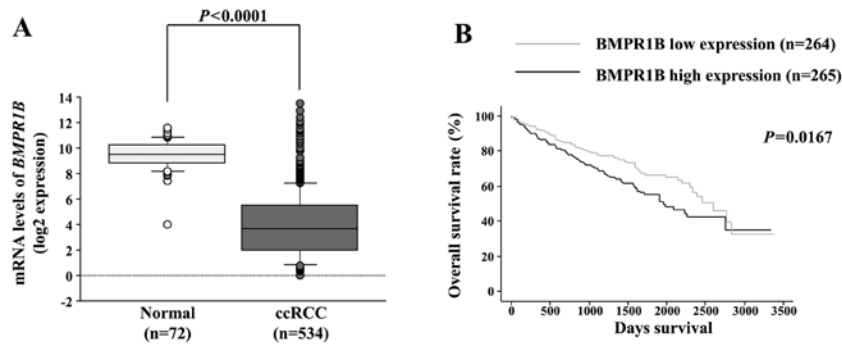 A
P<0.0001
mRNA levels of BMPR1B
(log2 expression)
14
12
10
8
6
4
2
0
-2
Normal
(n=72)
ccRCC
(n=534)
B
BMPR1B low expression (n=264)
BMPR1B high expression (n=265)
P=0.0167
Overall survival rate (%)
100
80
60
40
20
0
0 500 1000 1500 2000 2500 3000 3500
Days survival